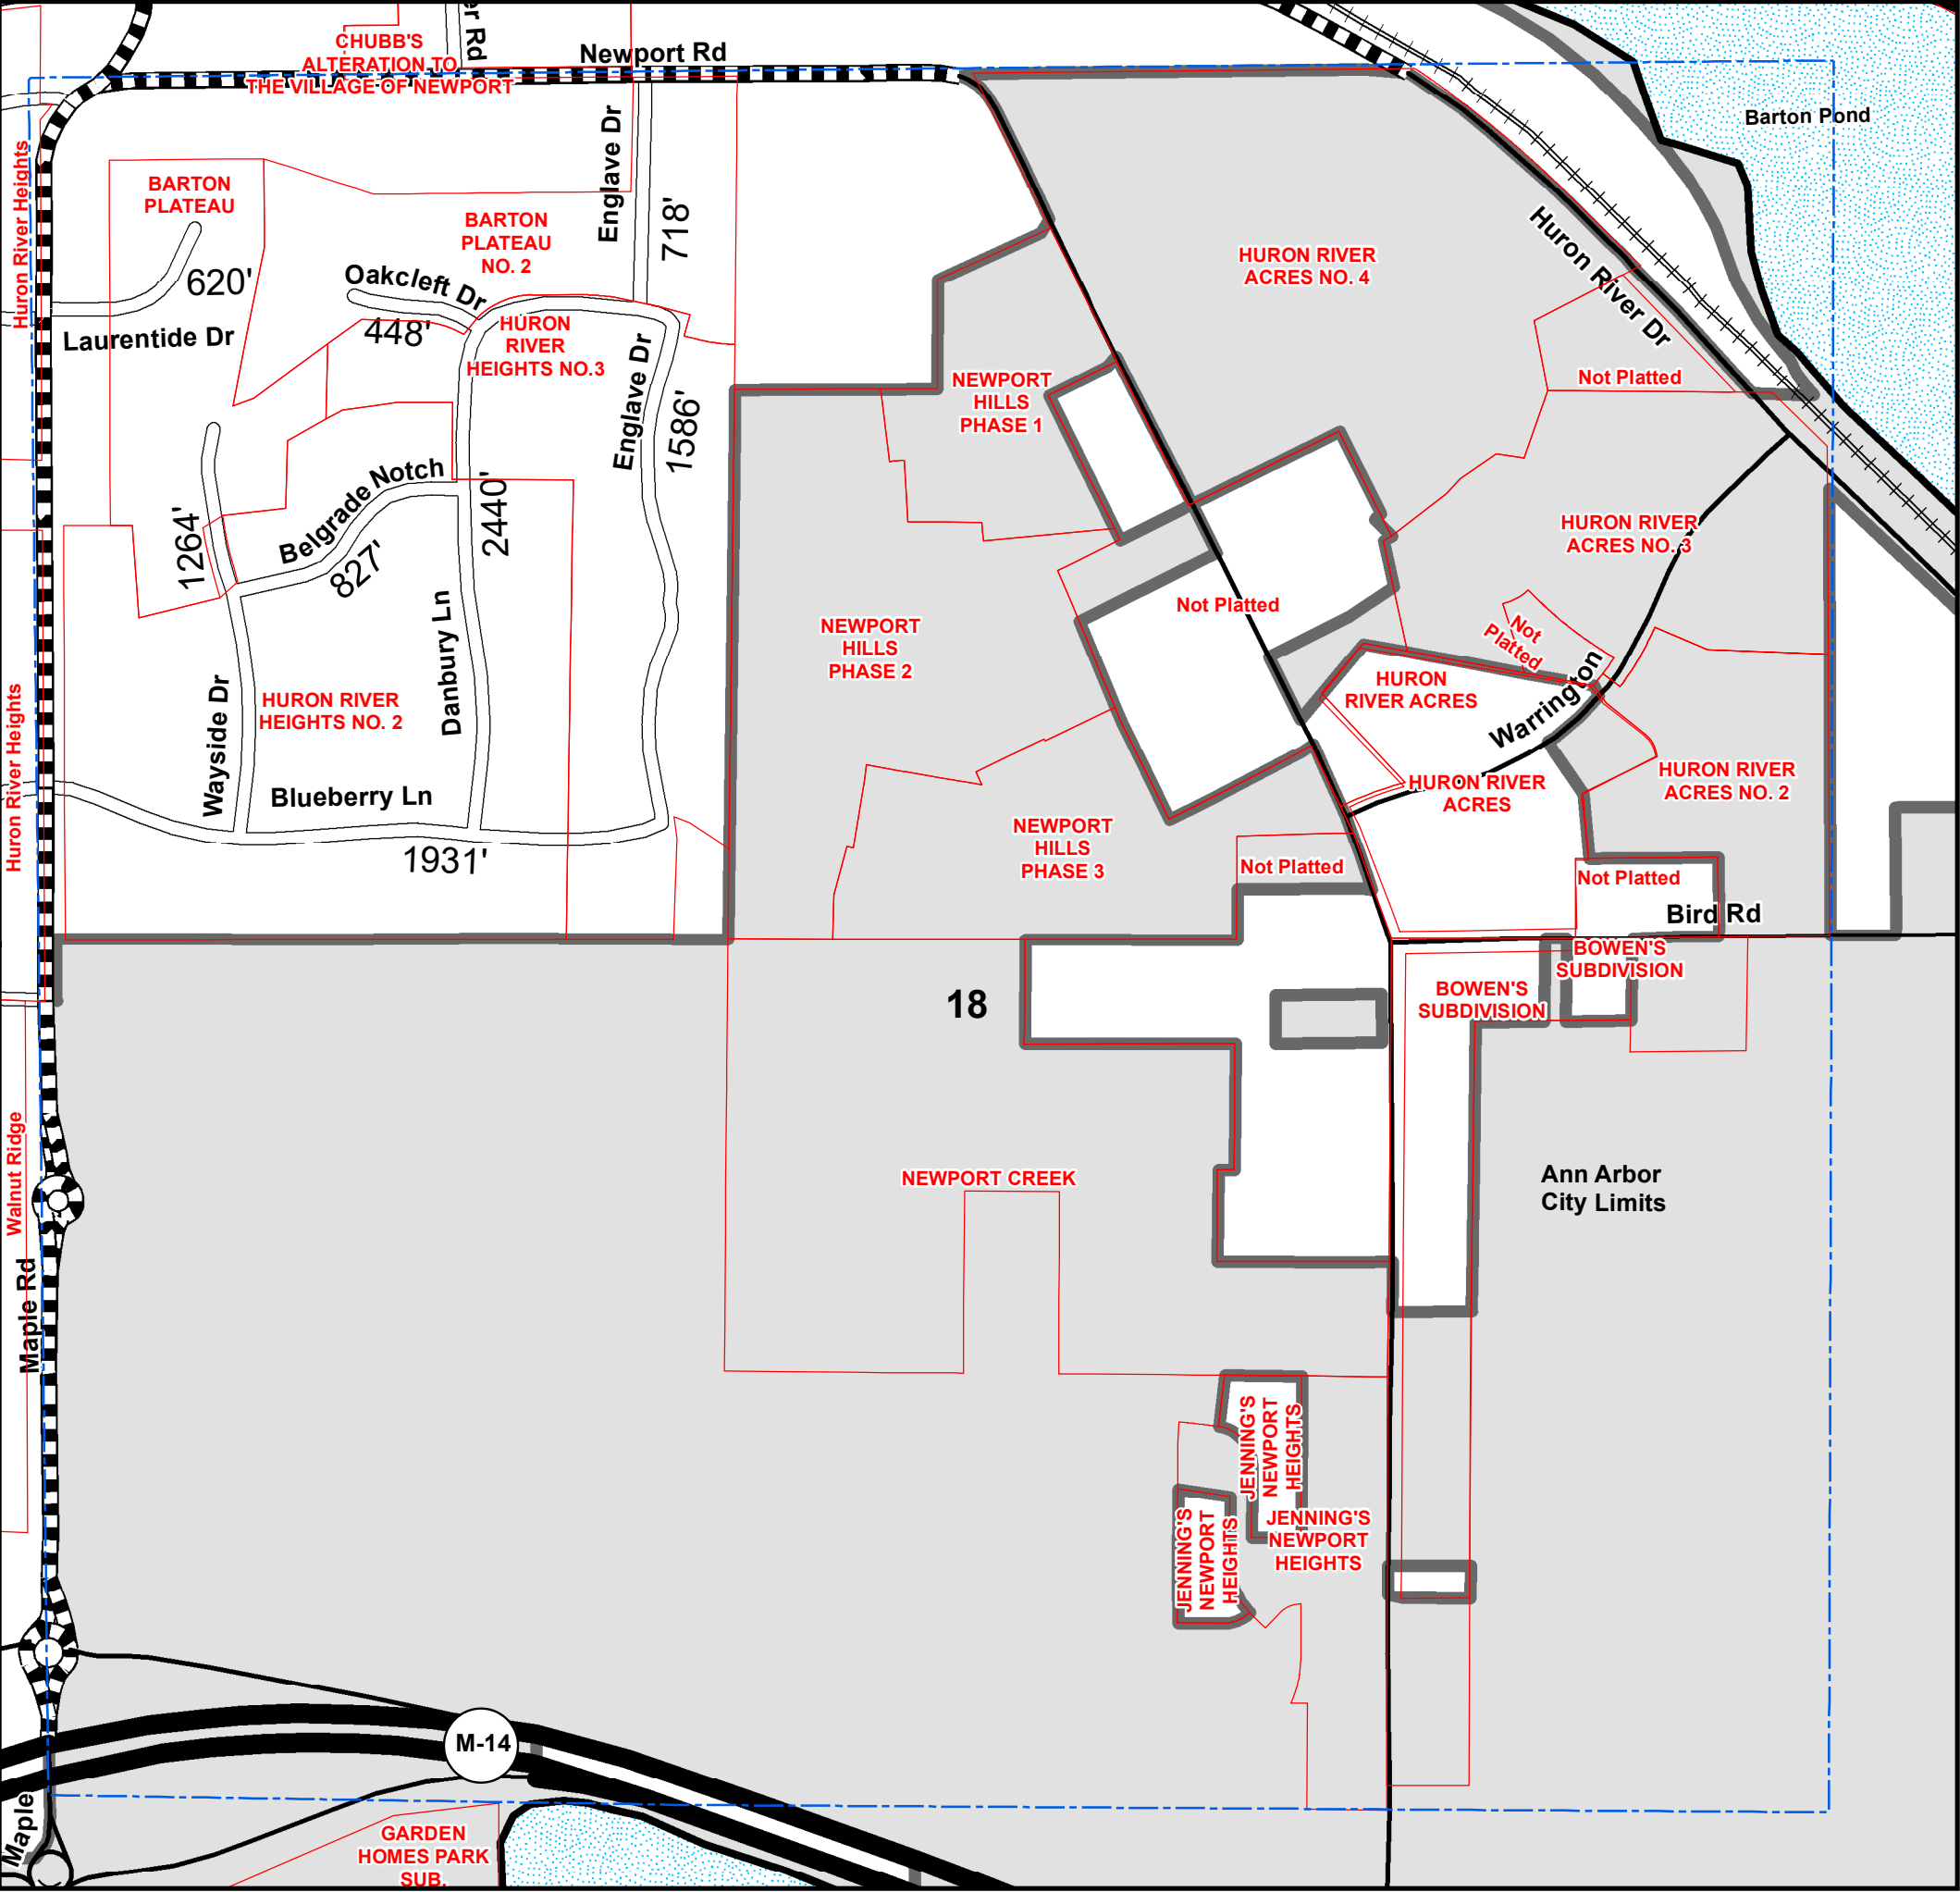 er Rd
CHUBB'S
ALTERATION TO
THE VILLAGE OF NEWPORT
Newport Rd
Barton Pond
Huron River Heights
BARTON
PLATEAU
Englave Dr
718'
BARTON
PLATEAU
NO. 2
HURON RIVER
ACRES NO. 4
Huron River Dr
620'
Laurentide Dr
Oakcleft Dr
448'
HURON
RIVER
HEIGHTS NO.3
Englave Dr
1586'
NEWPORT
HILLS
PHASE 1
Not Platted
1264'
Belgrade Notch
827'
2440'
HURON RIVER
ACRES NO. 3
Not Platted
Not
Platted
NEWPORT
HILLS
PHASE 2
Danbury Ln
Wayside Dr
HURON RIVER
HEIGHTS NO. 2
HURON
RIVER ACRES
Warrington
Huron River Heights
Blueberry Ln
1931'
HURON RIVER
ACRES
HURON RIVER
ACRES NO. 2
NEWPORT
HILLS
PHASE 3
Not Platted
Not Platted
Bird Rd
BOWEN'S
SUBDIVISION
BOWEN'S
SUBDIVISION
18
Walnut Ridge
NEWPORT CREEK
Ann Arbor
City Limits
Maple Rd
JENNING'S
NEWPORT
HEIGHTS
JENNING'S
NEWPORT
HEIGHTS
JENNING'S
NEWPORT
HEIGHTS
M-14
Maple
GARDEN
HOMES PARK
SUB.